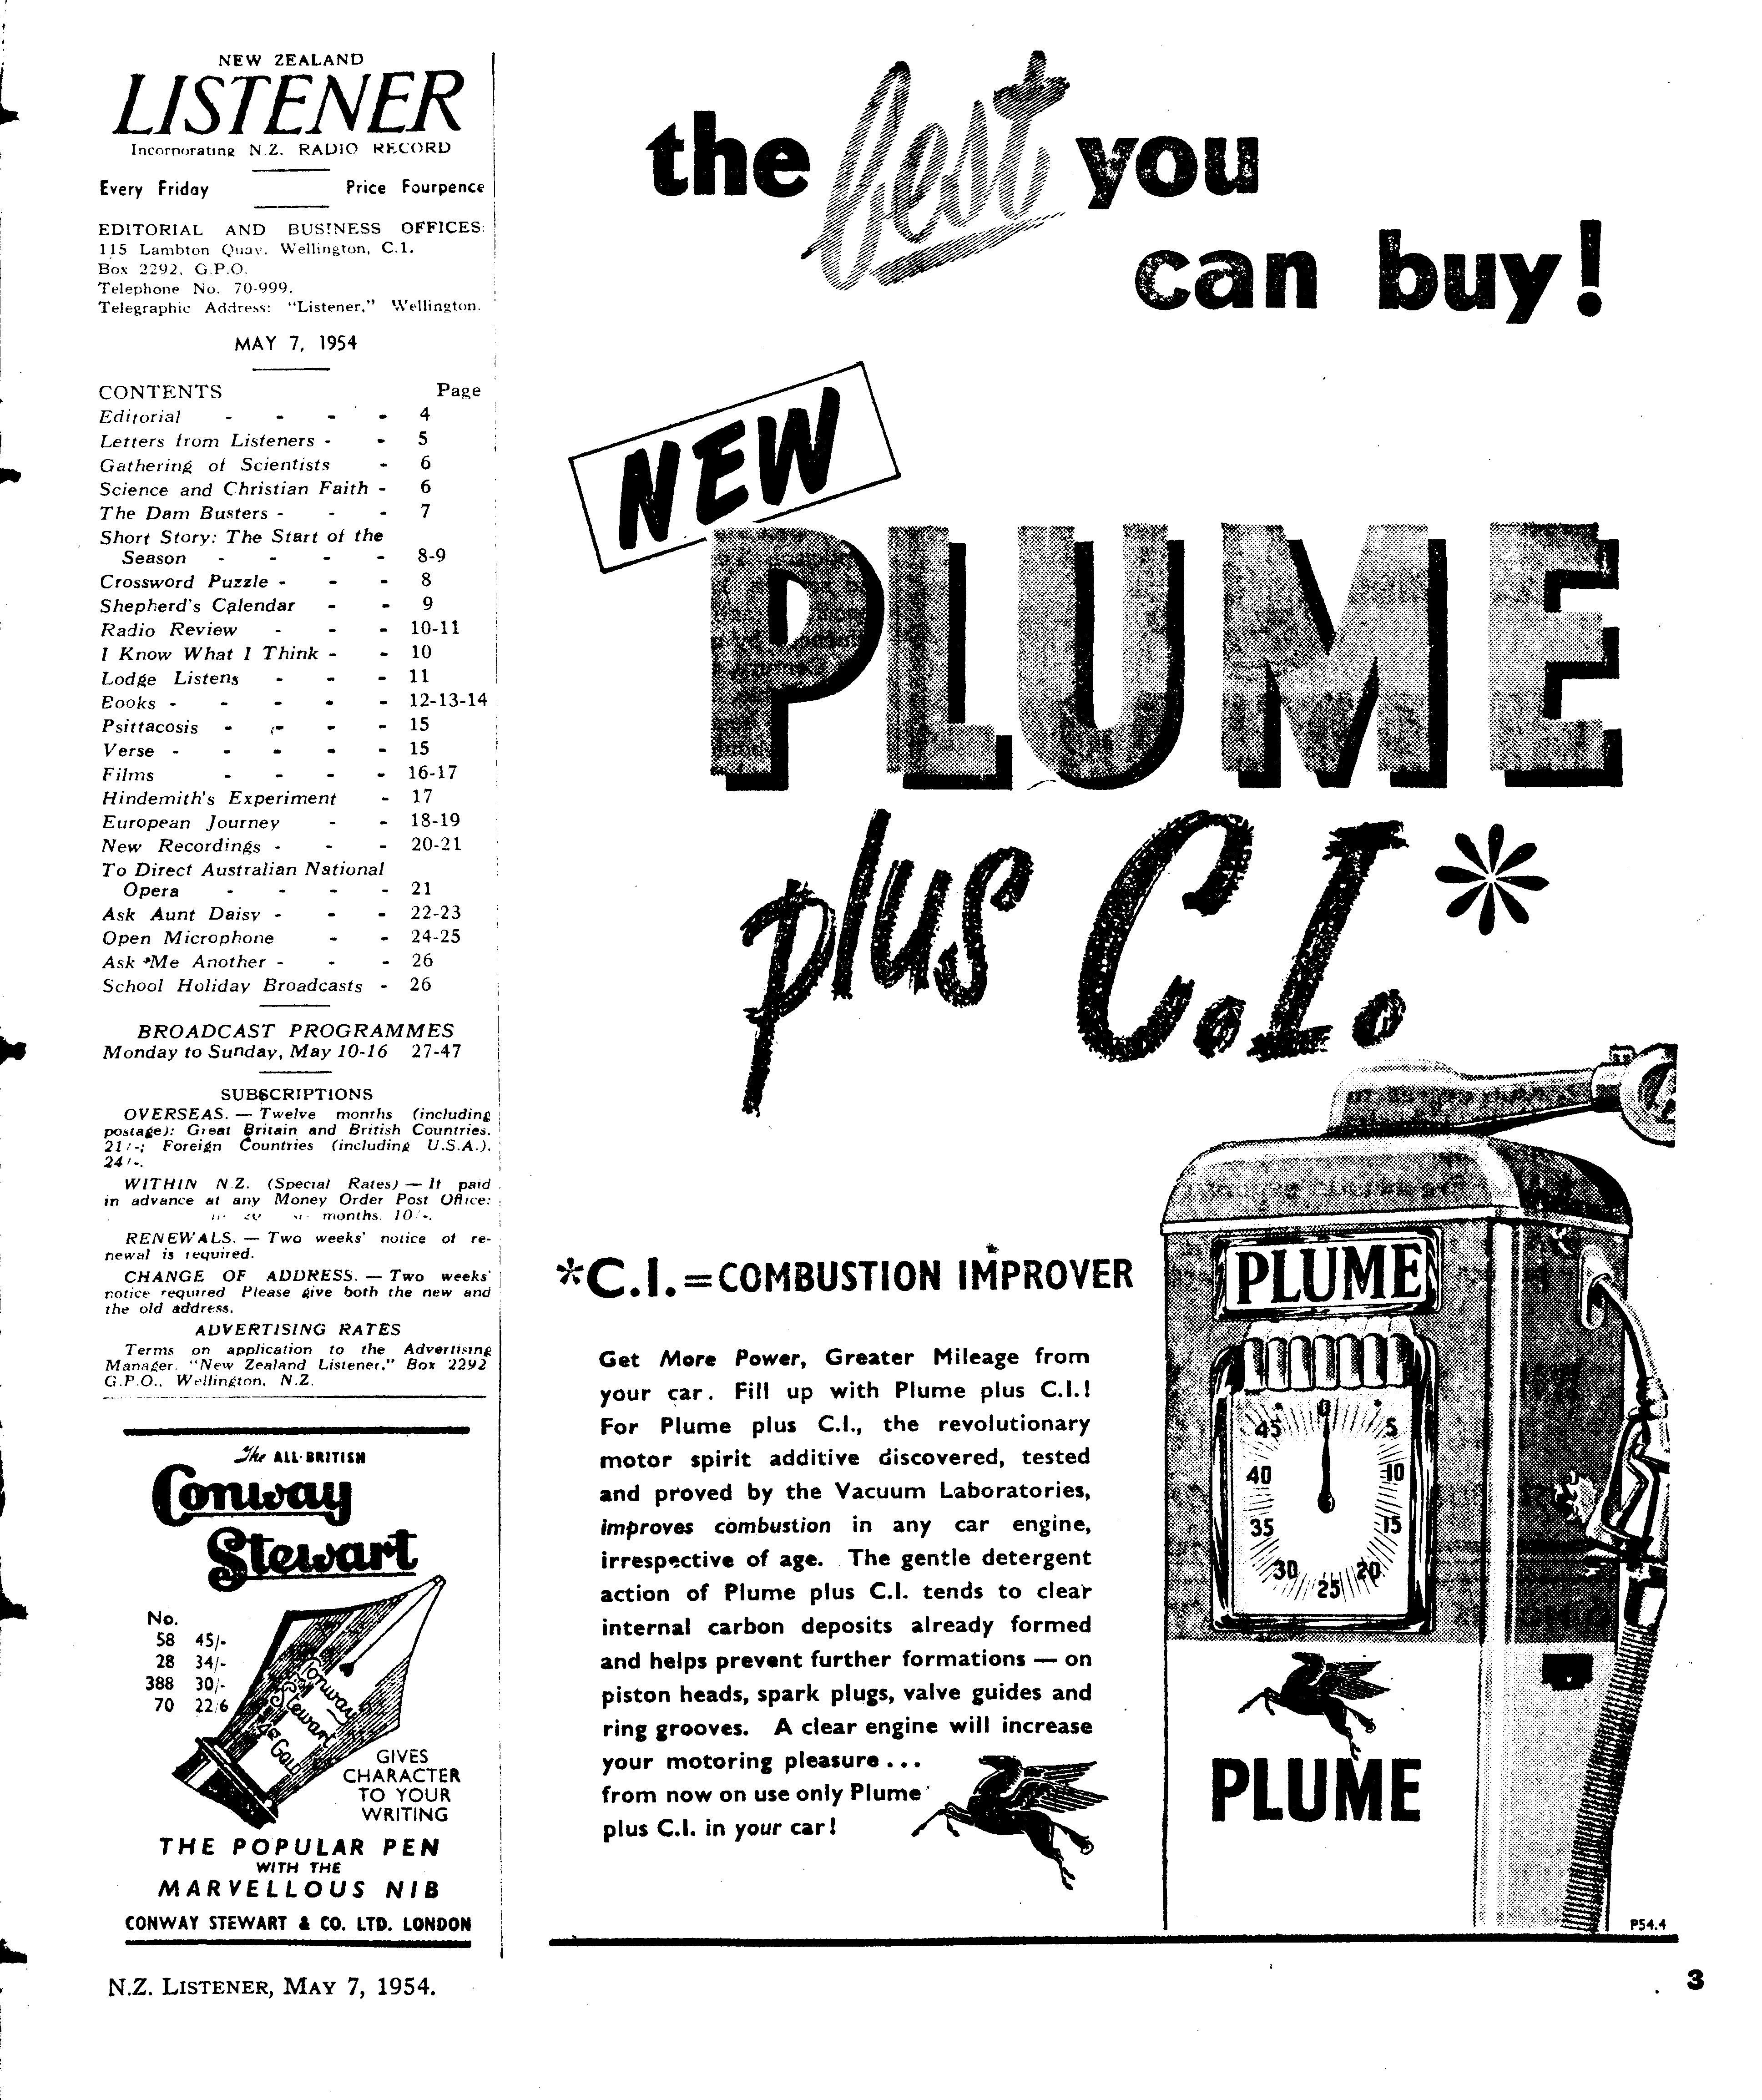 NEW ZEALAND
LISTENER
Incorporating N.Z. RADIO RECORD
Every Friday Price Fourpence
EDITORIAL AND BUSINESS OFFICES:
115 Lambton Quay, Wellington, C.1.
Box 2292, G.P.O.
Telephone No. 70-999.
Telegraphic Address: "Listener," Wellington.
MAY 7, 1954
CONTENTS Page
Editorial - - - - 4
Letters from Listeners - - 5
Gathering of Scientists - 6
Science and Christian Faith - 6
The Dam Busters - - - 7
Short Story: The Start of the
Season - - - - 8-9
Crossword Puzzle - - - 8
Shepherd's Calendar - - 9
Radio Review - - - 10-11
I Know What I Think - - 10
Lodge Listens - - - 11
Books - - - - - 12-13-14
Psittacosis - - - - 15
Verse - - - - - 15
Films - - - - 16-17
Hindemith's Experiment - 17
European Journey - - 18-19
New Recordings - - - 20-21
To Direct Australian National
Opera - - - - 21
Ask Aunt Daisy - - - 22-23
Open Microphone - - 24-25
Ask Me Another - - - 26
School Holiday Broadcasts - 26
BROADCAST PROGRAMMES
Monday to Sunday, May 10-16 27-47
SUBSCRIPTIONS
OVERSEAS. — Twelve months (including
postage): Great Britain and British Countries,
21/-; Foreign Countries (including U.S.A.),
24/-.
WITHIN N.Z. (Special Rates) — If paid
in advance at any Money Order Post Office:
months, 10/-.
RENEWALS. — Two weeks' notice of re-
newal is required.
CHANGE OF ADDRESS. — Two weeks'
notice required Please give both the new and
the old address.
ADVERTISING RATES
Terms on application to the Advertising
Manager, "New Zealand Listener," Box 2292
G.P.O., Wellington, N.Z.
The ALL-BRITISH
Conway
Stewart
No.
58 45/-
28 34/-
388 30/-
70 22/6
Conway
Stewart
14ct Gold
GIVES
CHARACTER
TO YOUR
WRITING
THE POPULAR PEN
WITH THE
MARVELLOUS NIB
CONWAY STEWART & CO. LTD. LONDON
the best you
can buy!
NEW
PLUME
plus C.I.*
*C.I.=COMBUSTION IMPROVER
Get More Power, Greater Mileage from
your car. Fill up with Plume plus C.I.!
For Plume plus C.I., the revolutionary
motor spirit additive discovered, tested
and proved by the Vacuum Laboratories,
improves combustion in any car engine,
irrespective of age. The gentle detergent
action of Plume plus C.I. tends to clear
internal carbon deposits already formed
and helps prevent further formations — on
piston heads, spark plugs, valve guides and
ring grooves. A clear engine will increase
your motoring pleasure ...
from now on use only Plume
plus C.I. in your car!
PLUME
0
45 5
40 10
35 15
30 20
25
PLUME
P54.4
N.Z. LISTENER, MAY 7, 1954.
3